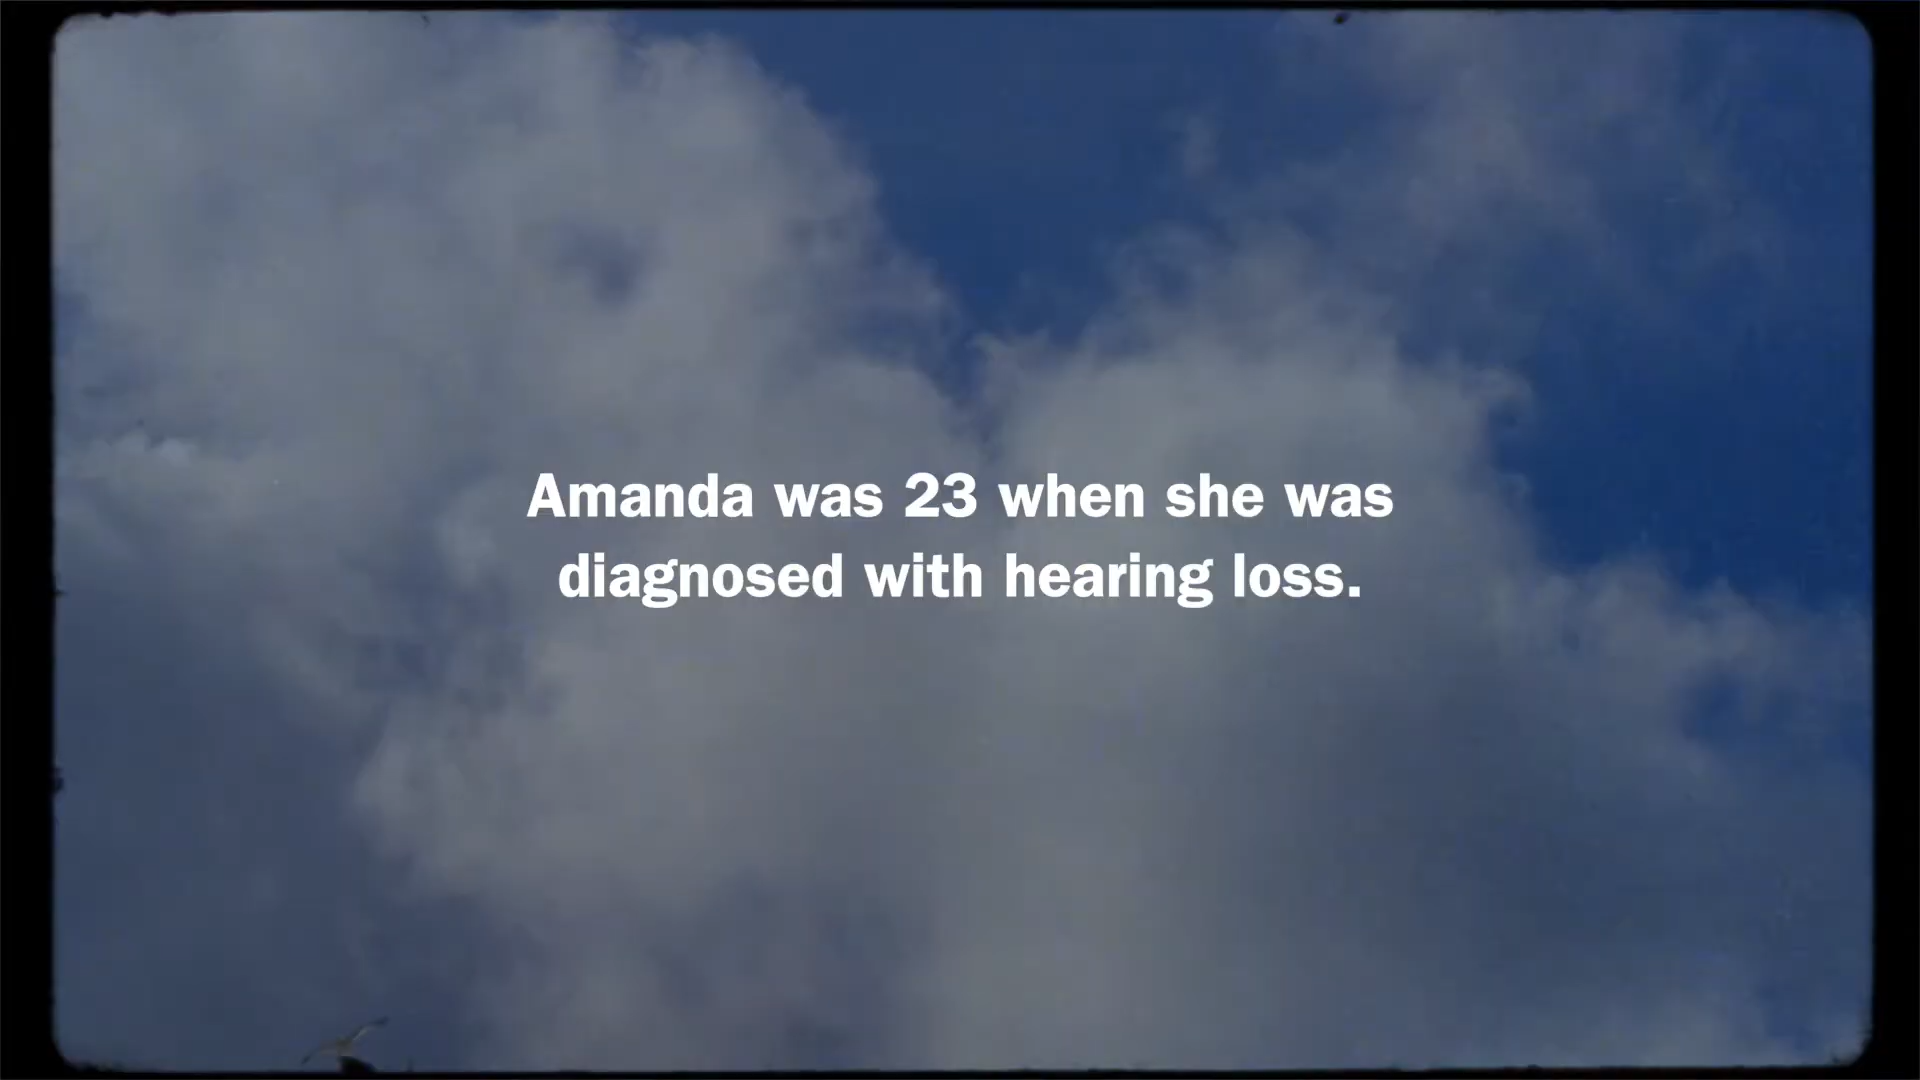 Amanda was 23 when she was
diagnosed with hearing loss.